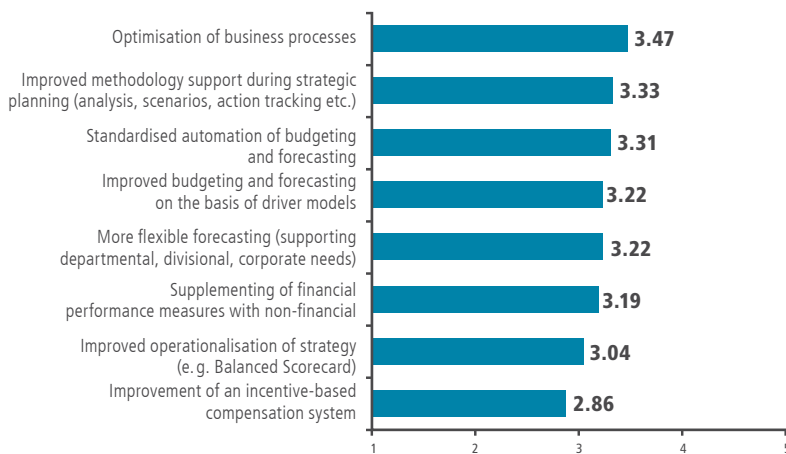 Optimisation of business processes
3.47
Improved methodology support during strategic
planning (analysis, scenarios, action tracking etc.)
3.33
Standardised automation of budgeting
and forecasting
3.31
Improved budgeting and forecasting
on the basis of driver models
3.22
More flexible forecasting (supporting
departmental, divisional, corporate needs)
3.22
Supplementing of financial
performance measures with non-financial
3.19
Improved operationalisation of strategy
(e. g. Balanced Scorecard)
3.04
Improvement of an incentive-based
compensation system
2.86
1 2 3 4 5